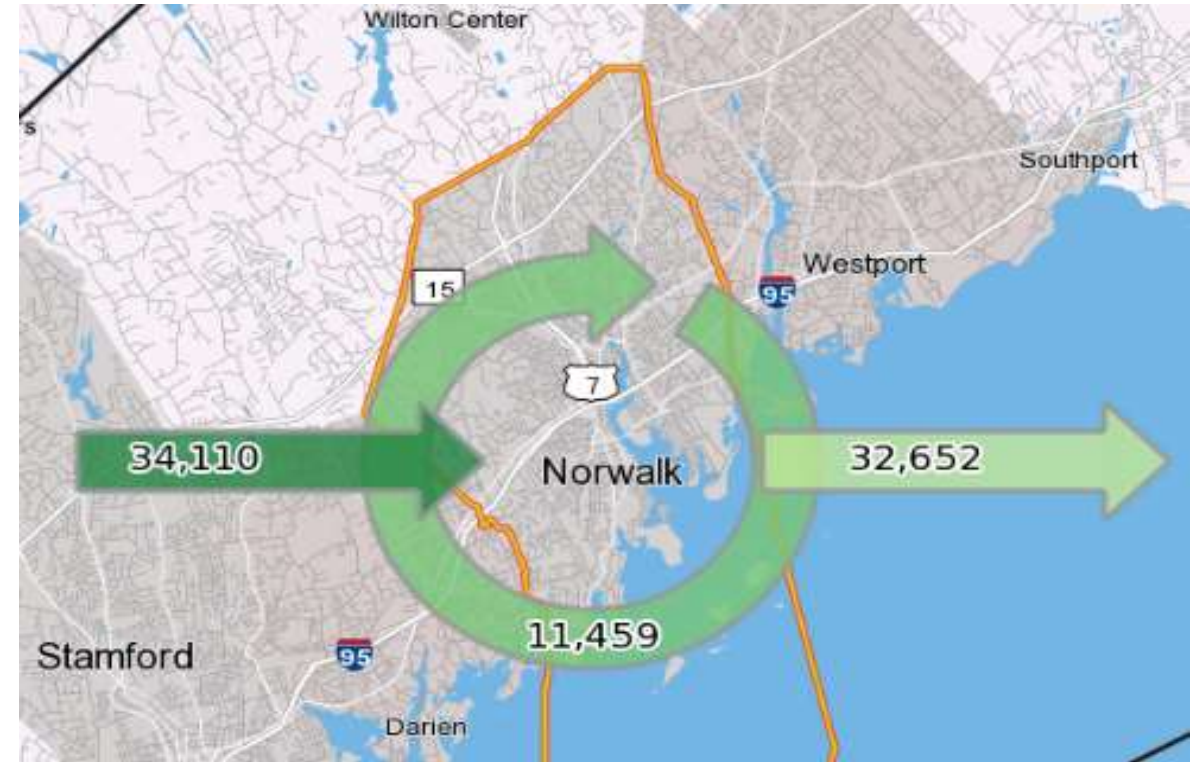 Wilton Center
s
Southport
Westport
15
95
7
34,110
Norwalk
32,652
11,459
Stamford
95
Darien